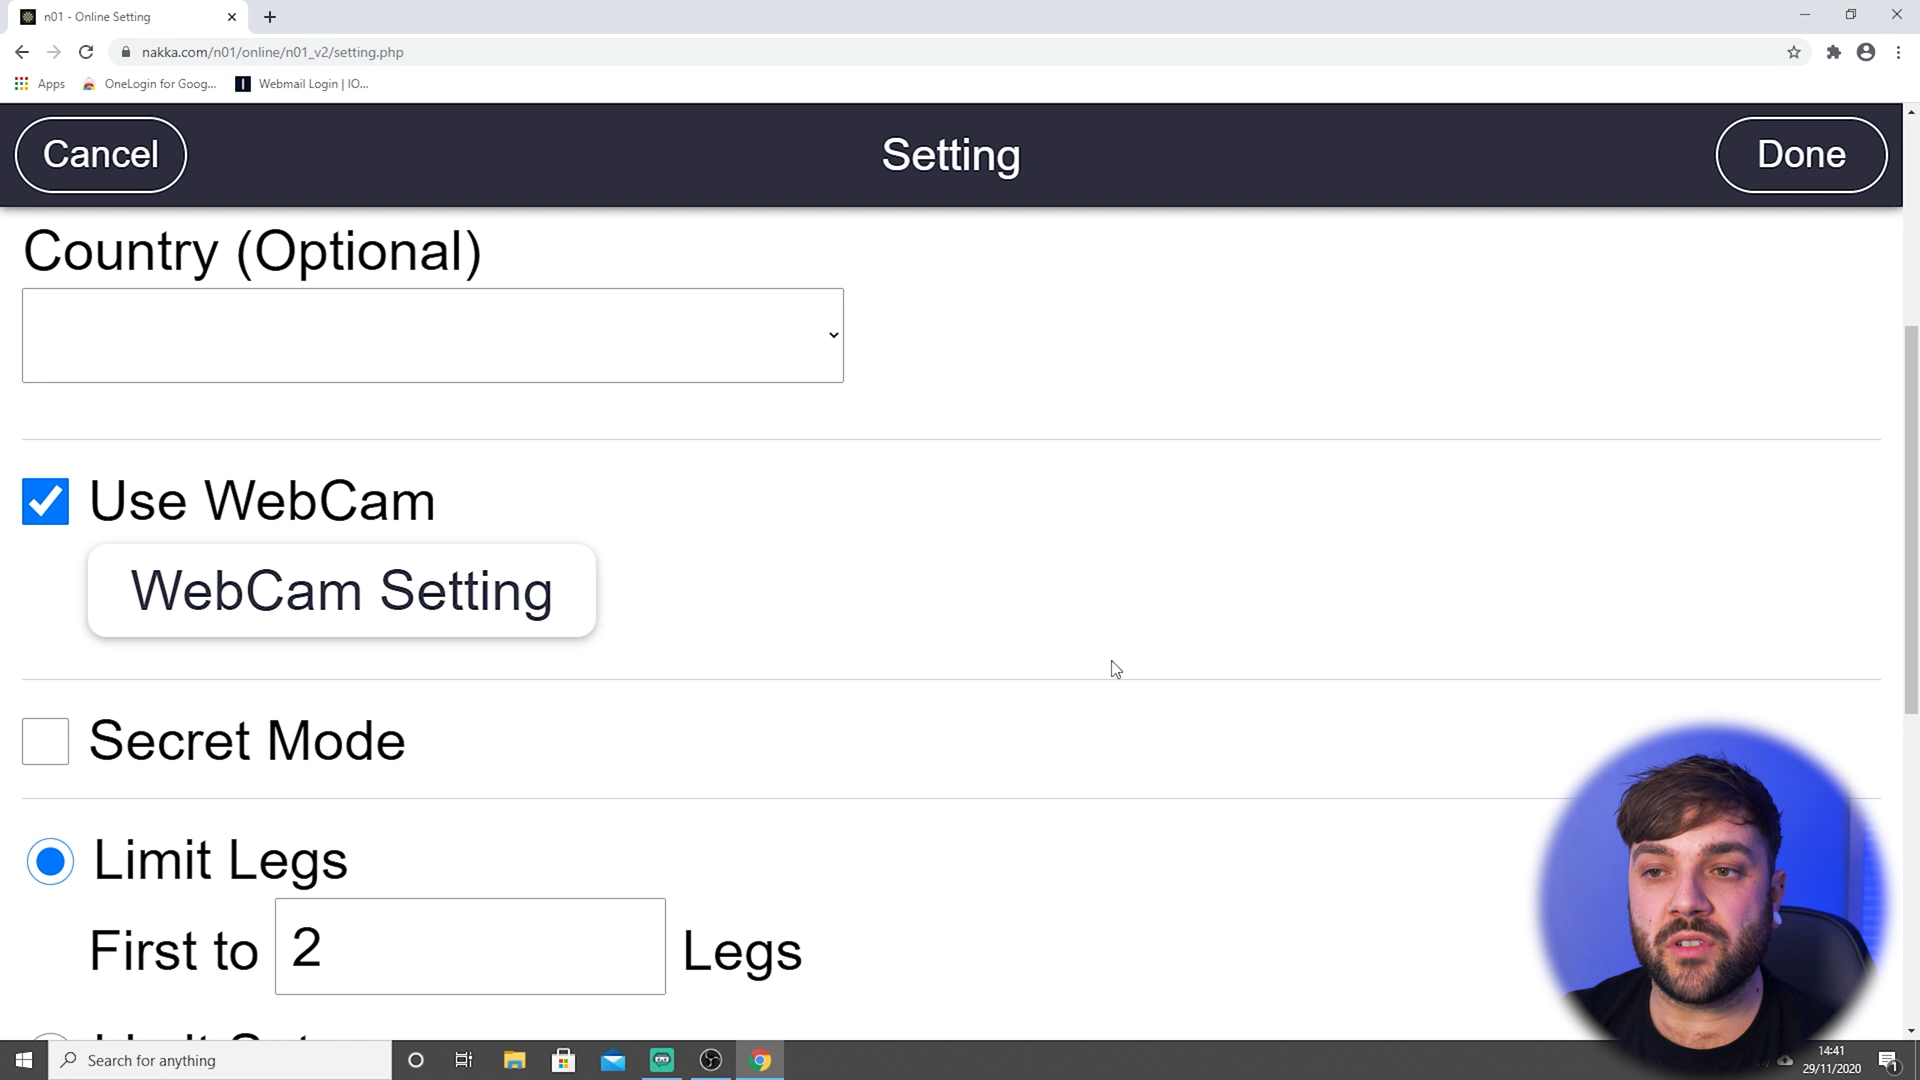 n01 - Online Setting
nakka.com/n01/online/n01_v2/setting.php
Apps
OneLogin for Goog...
Webmail Login | IO...
Cancel
Setting
Done
Country (Optional)
Use WebCam
WebCam Setting
Secret Mode
Limit Legs
First to 2 Legs
Search for anything
14:41
29/11/2020
1